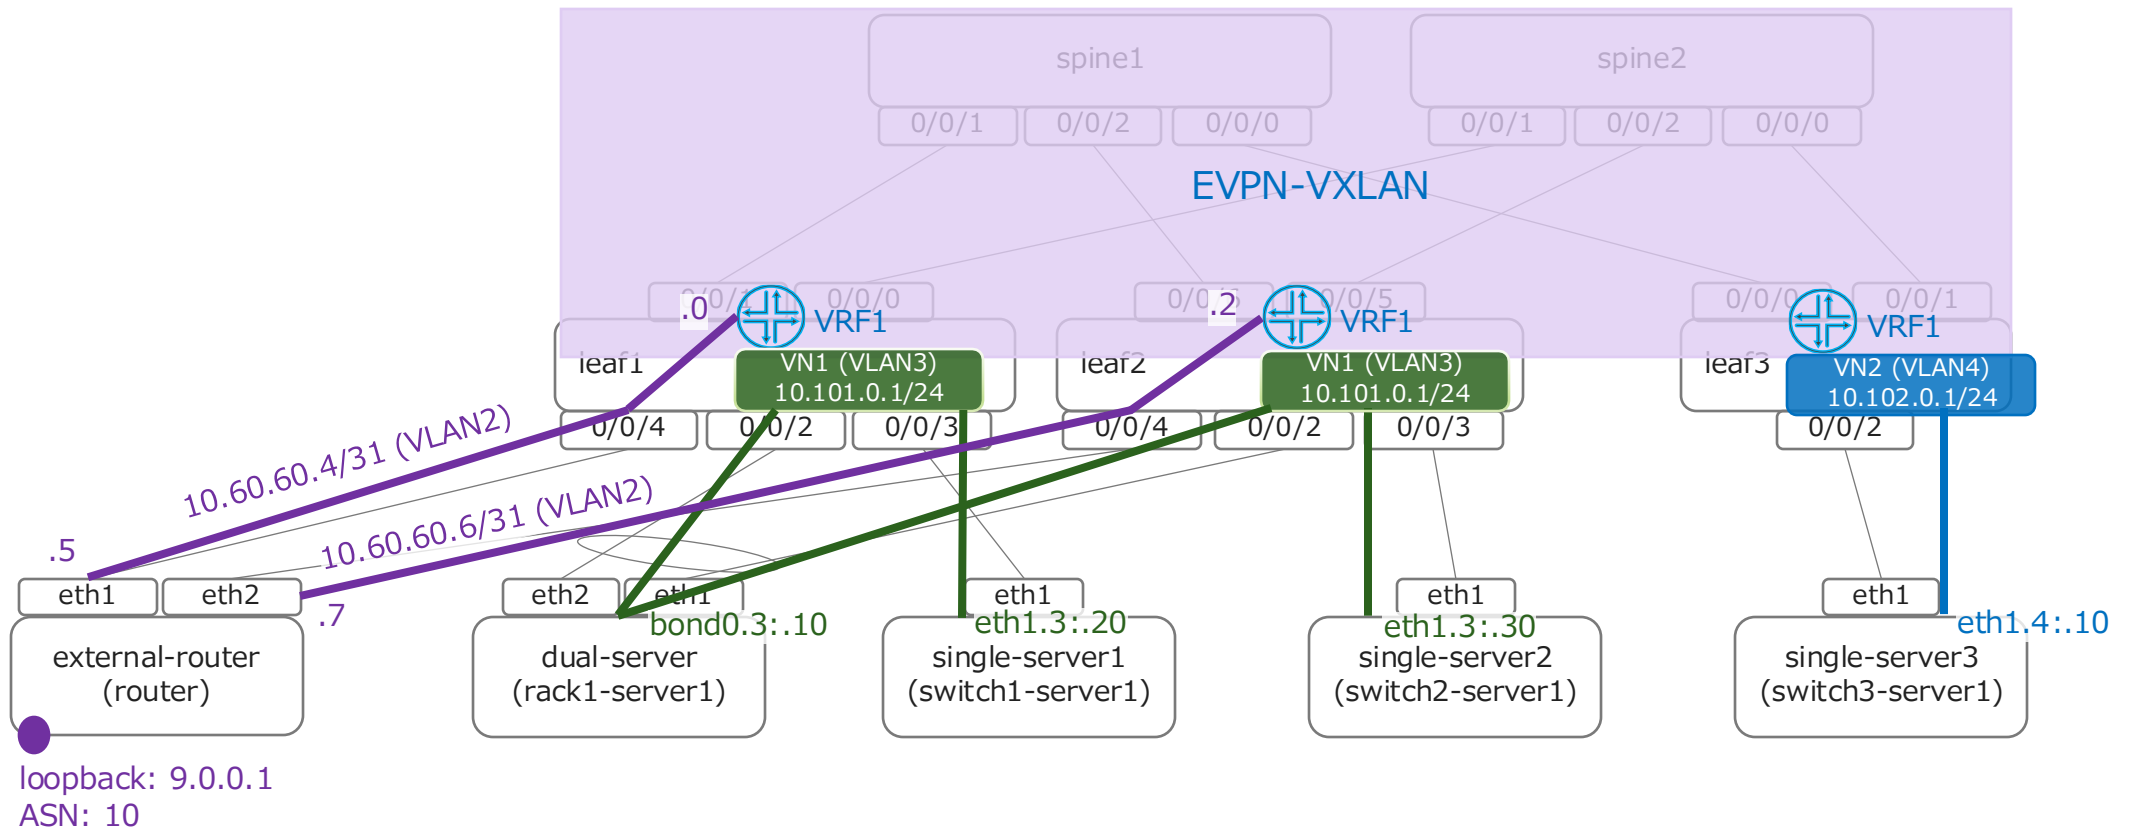 spine1
spine2
0/0/1
0/0/2
0/0/0
0/0/1
0/0/2
0/0/0
EVPN-VXLAN
0/0/1
0/0/0
0/0/5
0/0/0
0/0/1
.0
VRF1
.2
VRF1
VRF1
leaf1
VN1 (VLAN3)
10.101.0.1/24
leaf2
VN1 (VLAN3)
10.101.0.1/24
leaf3
VN2 (VLAN4)
10.102.0.1/24
0/0/4
0/0/2
0/0/3
0/0/4
0/0/2
0/0/3
0/0/2
10.60.60.4/31 (VLAN2)
10.60.60.6/31 (VLAN2)
.5
eth1
eth2
.7
eth2
eth1
eth1
eth1
eth1
bond0.3:.10
eth1.3:.20
eth1.3:.30
eth1.4:.10
external-router
(router)
dual-server
(rack1-server1)
single-server1
(switch1-server1)
single-server2
(switch2-server1)
single-server3
(switch3-server1)
loopback: 9.0.0.1
ASN: 10